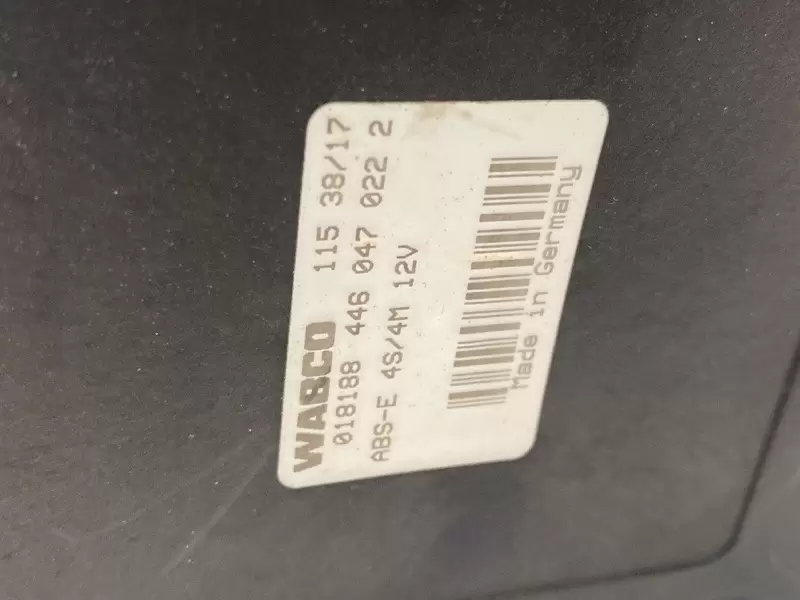 WABCO 115 38/17
018188 446 047 022 2
ABS-E 4S/4M 12V
Made in Germany